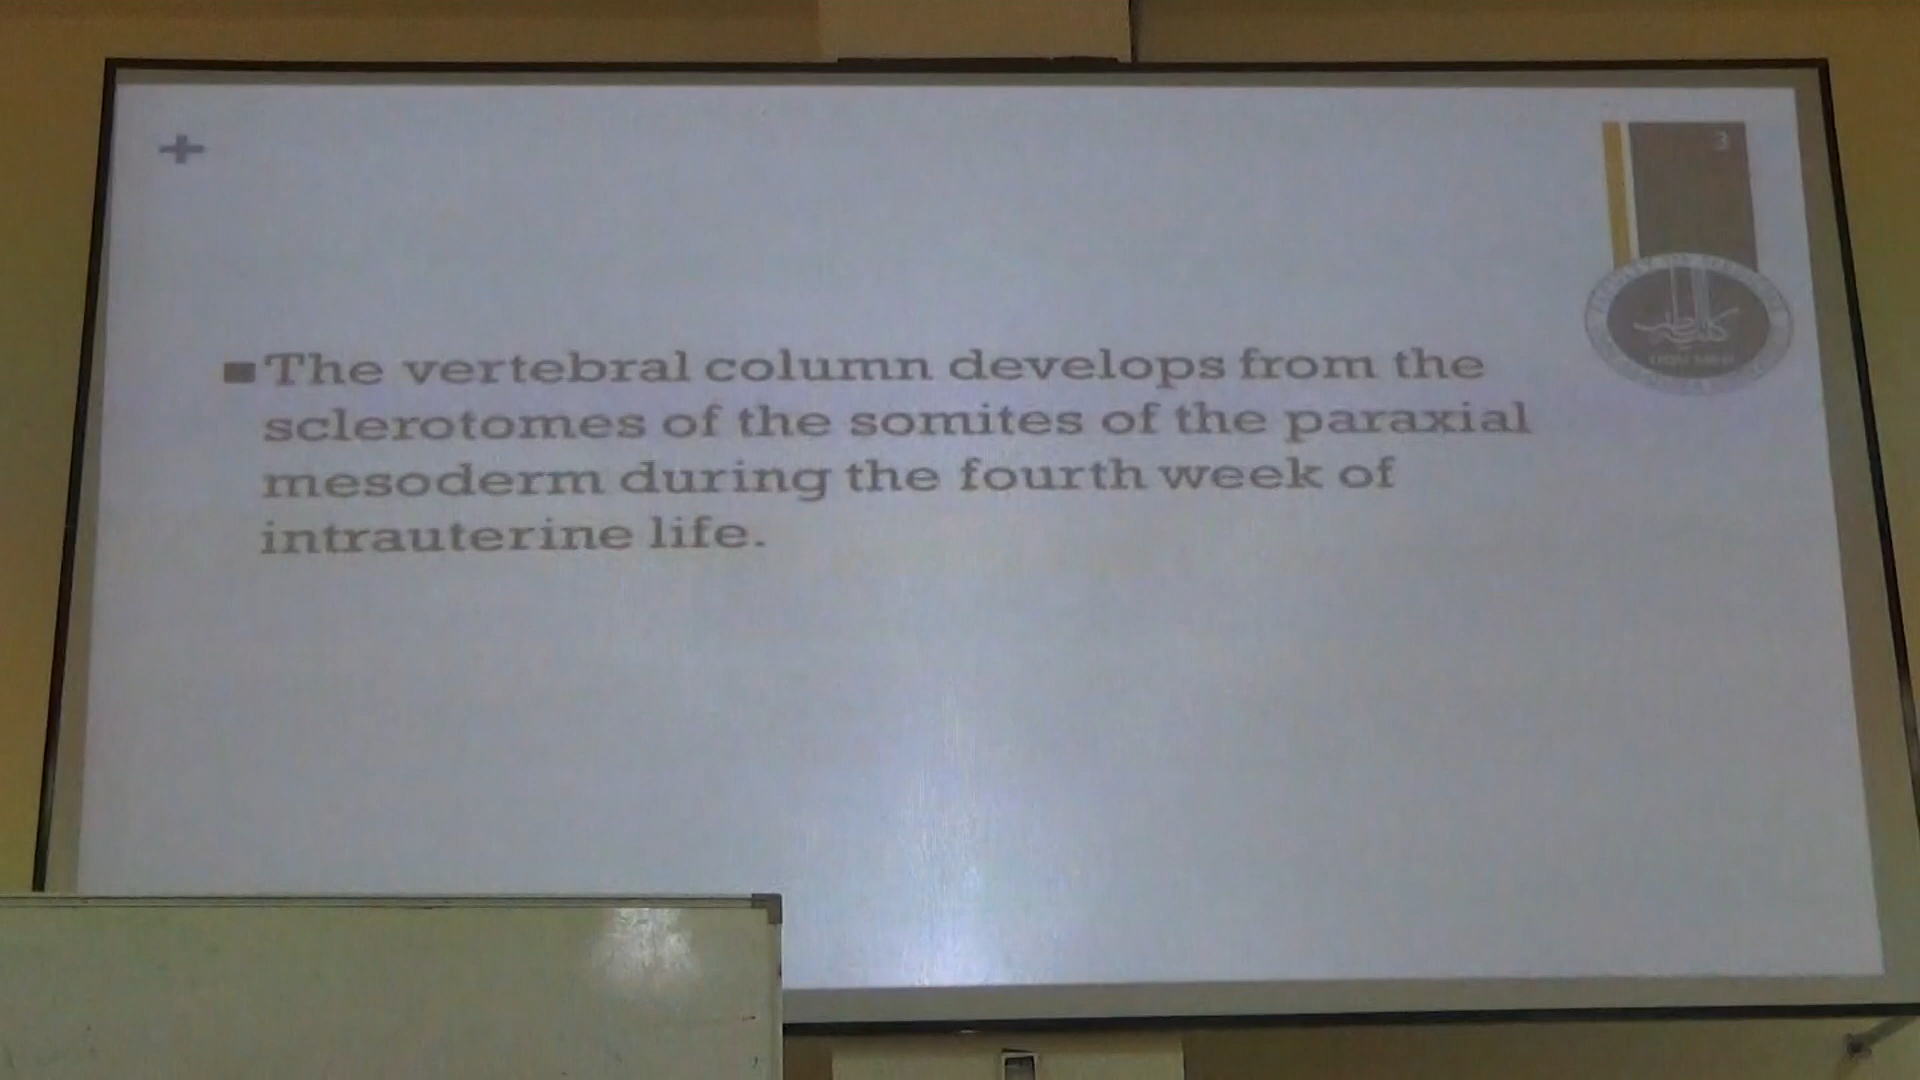 +
3
■ The vertebral column develops from the
sclerotomes of the somites of the paraxial
mesoderm during the fourth week of
intrauterine life.